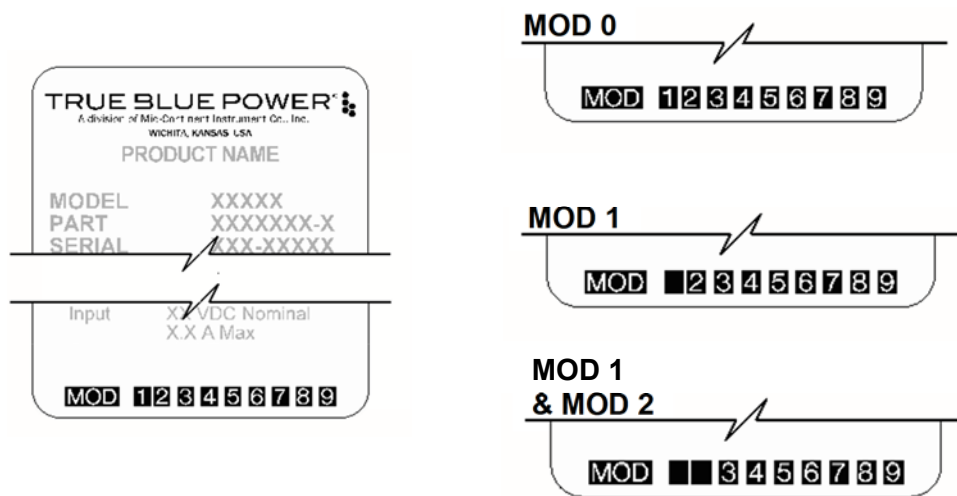 TRUE BLUE POWER
A division of Mid-Continent Instrument Co., Inc.
WICHITA, KANSAS USA
PRODUCT NAME
MODEL XXXXX
PART XXXXXXX-X
SERIAL XXX-XXXXX
Input XX VDC Nominal
X.X A Max
MOD 1 2 3 4 5 6 7 8 9
MOD 0
MOD 1 2 3 4 5 6 7 8 9
MOD 1
MOD 2 3 4 5 6 7 8 9
MOD 1
& MOD 2
MOD 3 4 5 6 7 8 9